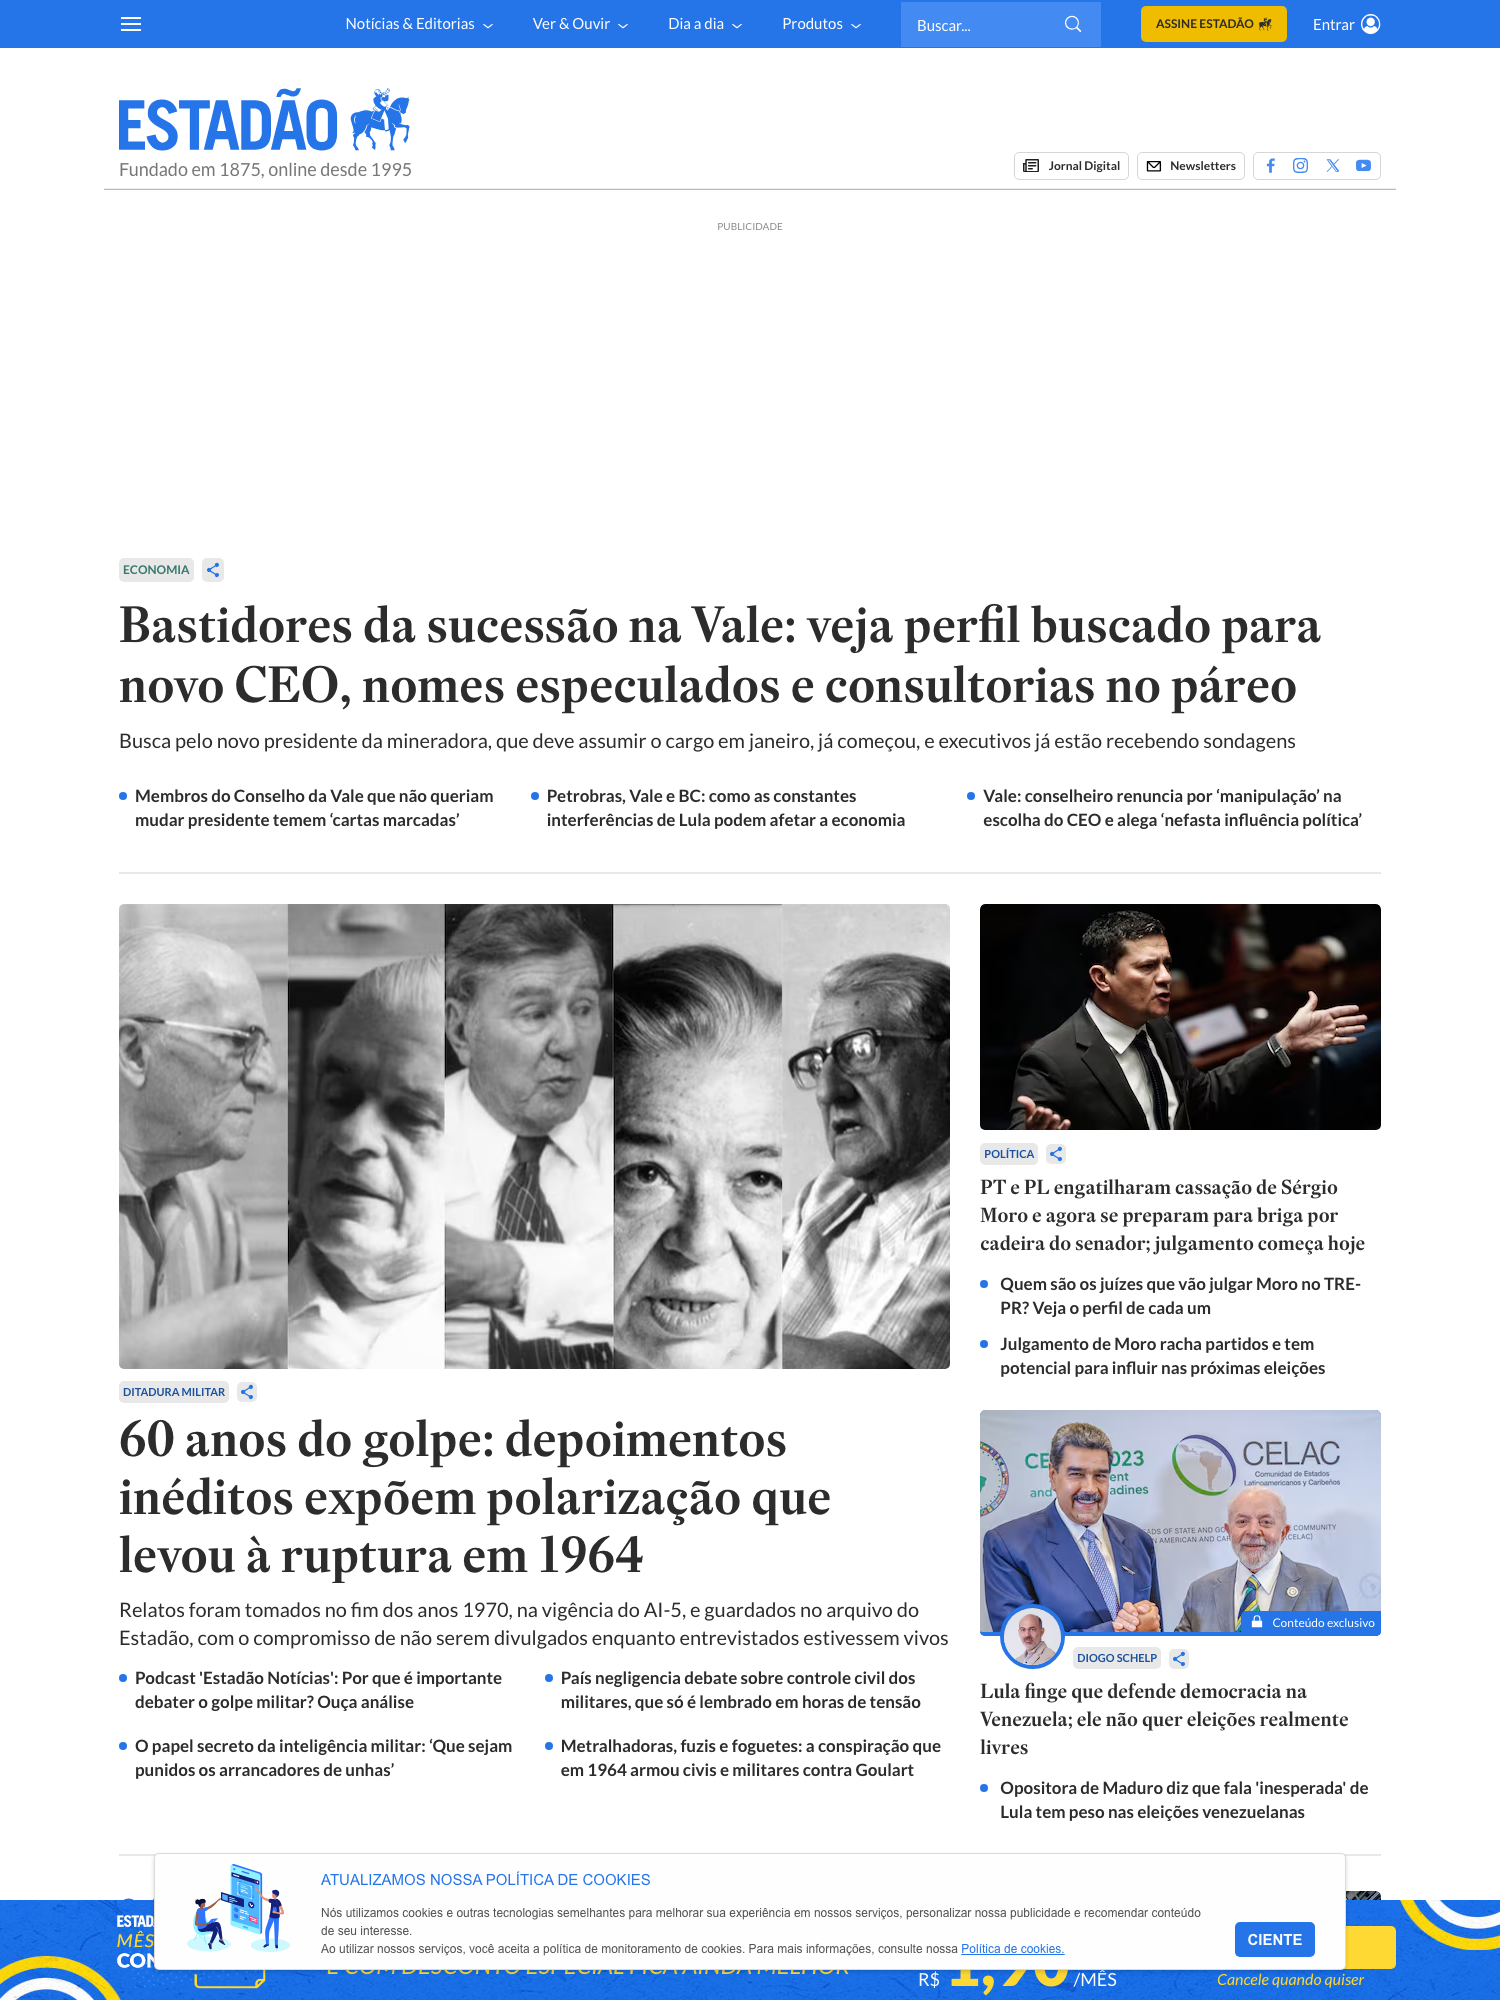 Notícias & Editorias
Ver & Ouvir
Dia a dia
Produtos
Buscar...
ASSINE ESTADÃO
Entrar
ESTADÃO
Fundado em 1875, online desde 1995
Jornal Digital
Newsletters
PUBLICIDADE
ECONOMIA
Bastidores da sucessão na Vale: veja perfil buscado para
novo CEO, nomes especulados e consultorias no páreo
Busca pelo novo presidente da mineradora, que deve assumir o cargo em janeiro, já começou, e executivos já estão recebendo sondagens
Membros do Conselho da Vale que não queriam
mudar presidente temem ‘cartas marcadas’
Petrobras, Vale e BC: como as constantes
interferências de Lula podem afetar a economia
Vale: conselheiro renuncia por ‘manipulação’ na
escolha do CEO e alega ‘nefasta influência política’
DITADURA MILITAR
60 anos do golpe: depoimentos
inéditos expõem polarização que
levou à ruptura em 1964
Relatos foram tomados no fim dos anos 1970, na vigência do AI-5, e guardados no arquivo do
Estadão, com o compromisso de não serem divulgados enquanto entrevistados estivessem vivos
Podcast 'Estadão Notícias': Por que é importante
debater o golpe militar? Ouça análise
País negligencia debate sobre controle civil dos
militares, que só é lembrado em horas de tensão
O papel secreto da inteligência militar: ‘Que sejam
punidos os arrancadores de unhas’
Metralhadoras, fuzis e foguetes: a conspiração que
em 1964 armou civis e militares contra Goulart
POLÍTICA
PT e PL engatilharam cassação de Sérgio
Moro e agora se preparam para briga por
cadeira do senador; julgamento começa hoje
Quem são os juízes que vão julgar Moro no TRE-
PR? Veja o perfil de cada um
Julgamento de Moro racha partidos e tem
potencial para influir nas próximas eleições
CELAC
Comunidad de Estados
Latinoamericanos y Caribeños
Conteúdo exclusivo
DIOGO SCHELP
Lula finge que defende democracia na
Venezuela; ele não quer eleições realmente
livres
Opositora de Maduro diz que fala 'inesperada' de
Lula tem peso nas eleições venezuelanas
ATUALIZAMOS NOSSA POLÍTICA DE COOKIES
Nós utilizamos cookies e outras tecnologias semelhantes para melhorar sua experiência em nossos serviços, personalizar nossa publicidade e recomendar conteúdo
de seu interesse.
Ao utilizar nossos serviços, você aceita a política de monitoramento de cookies. Para mais informações, consulte nossa Política de cookies.
CIENTE
MÊS
R$ 1,90 /MÊS
Cancele quando quiser